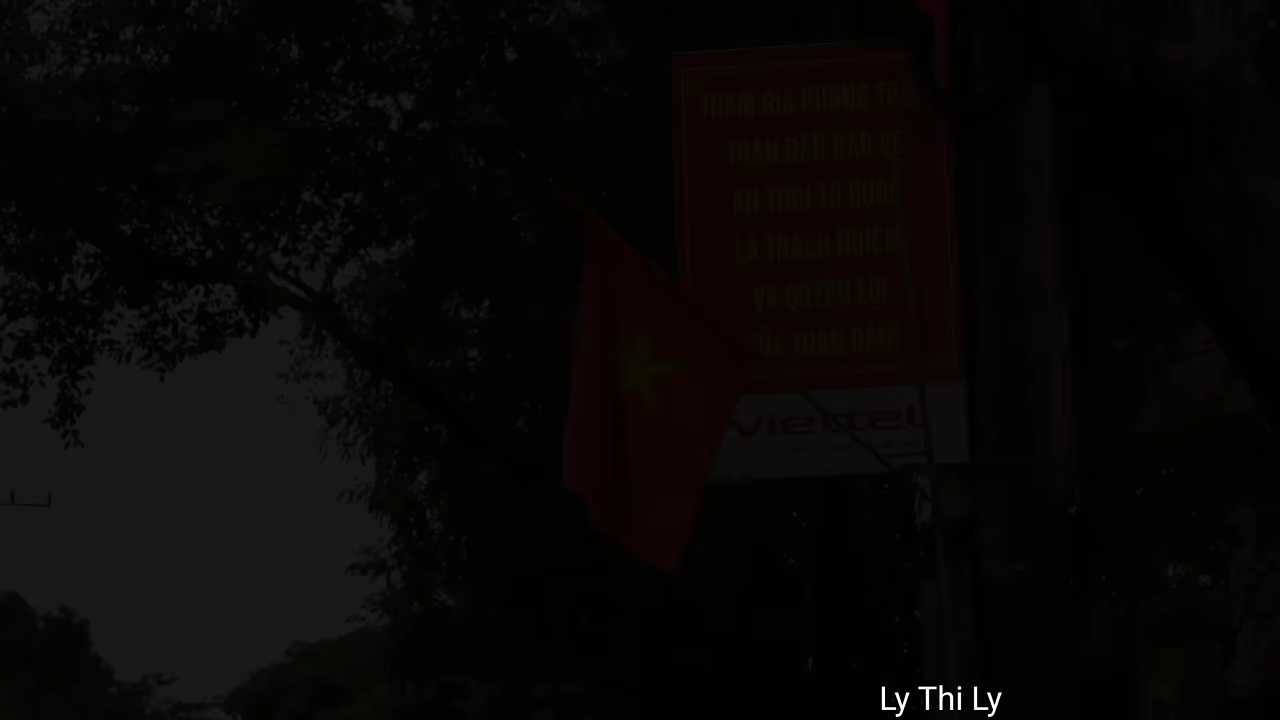 THAM GIA PHONG TRÀO
TOÀN DÂN BẢO VỆ
AN NINH TỔ QUỐC
LÀ TRÁCH NHIỆM
VÀ QUYỀN LỢI
CỦA TOÀN DÂN!
viettel
Ly Thi Ly